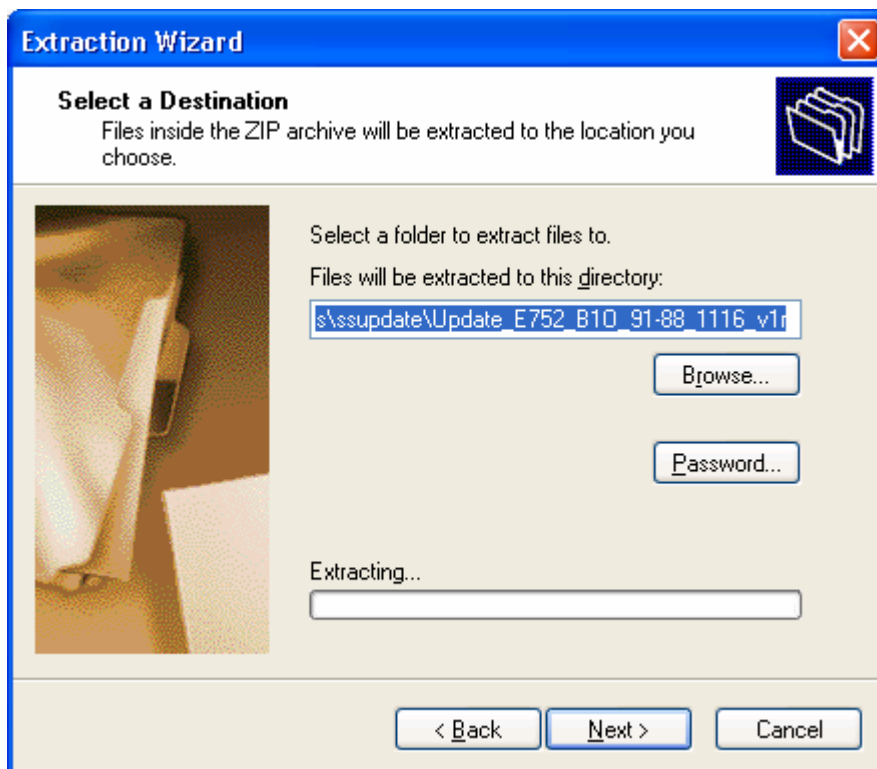 Extraction Wizard
Select a Destination
Files inside the ZIP archive will be extracted to the location you
choose.
Select a folder to extract files to.
Files will be extracted to this directory:
s\ssupdate\Update_E752_B10_91-88_1116_v1r
Browse...
Password...
Extracting...
< Back
Next >
Cancel